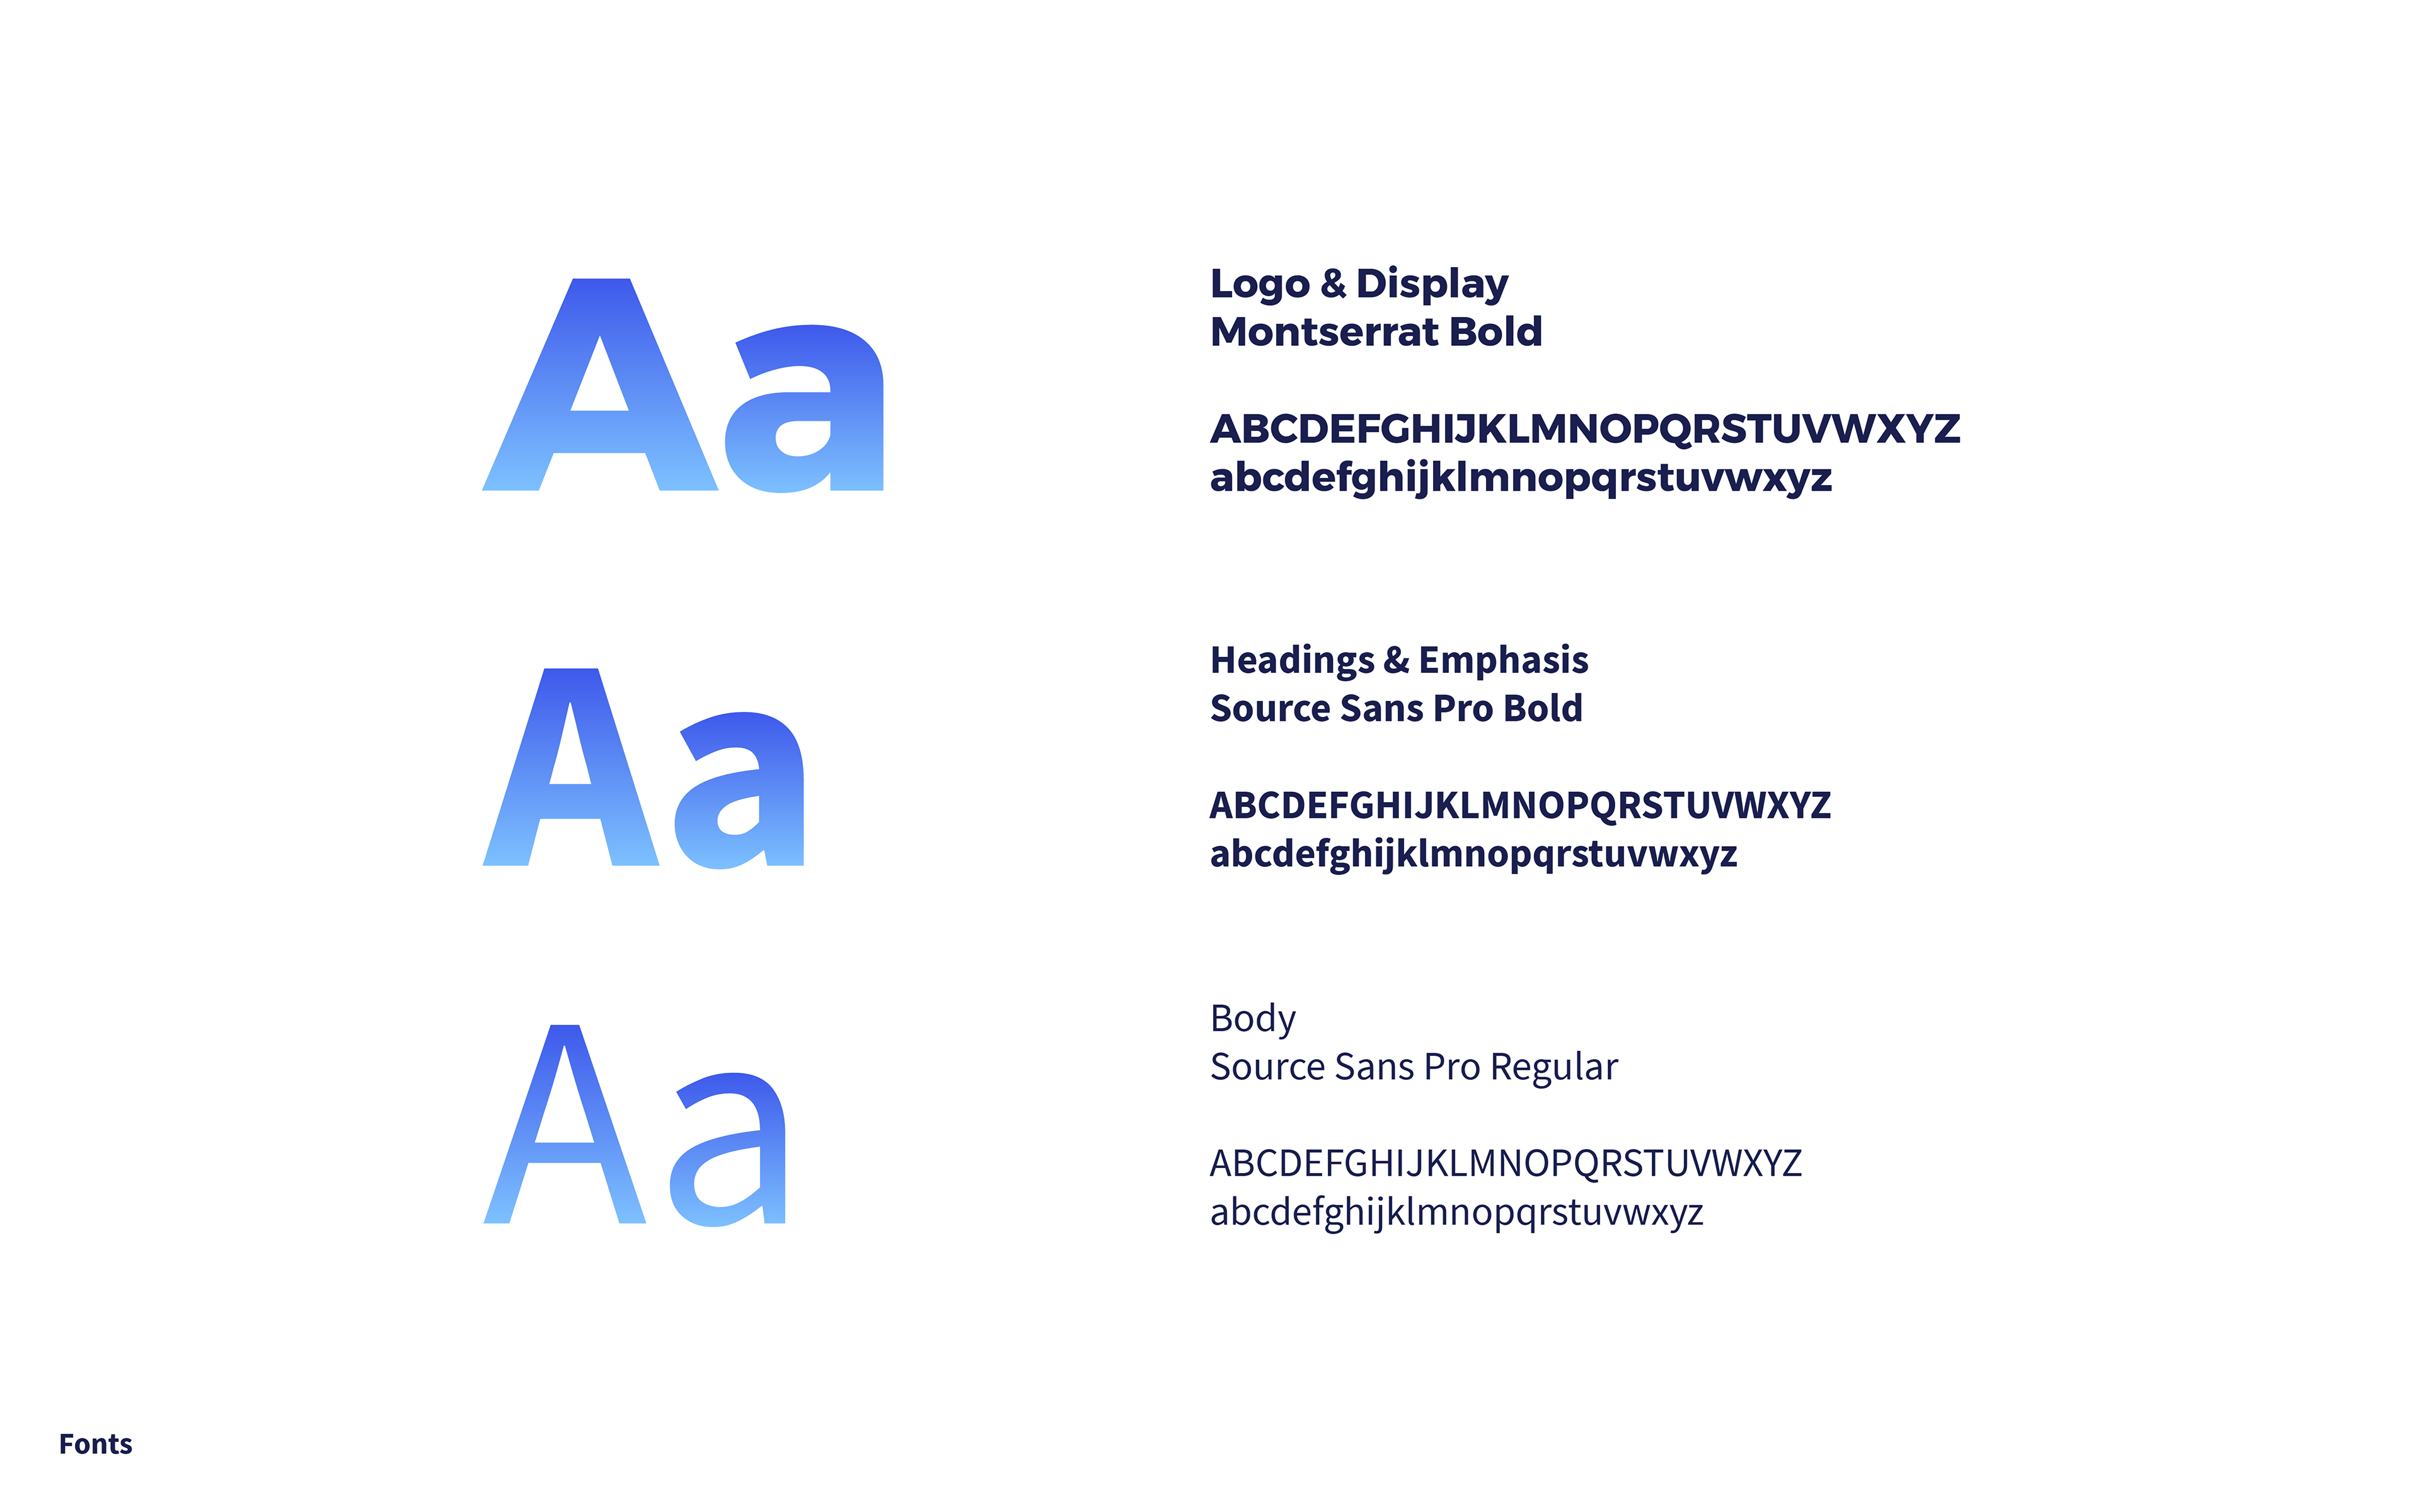 Aa
Logo & Display
Montserrat Bold
ABCDEFGHIJKLMNOPQRSTUVWXYZ
abcdefghijklmnopqrstuvwxyz
Aa
Headings & Emphasis
Source Sans Pro Bold
ABCDEFGHIJKLMNOPQRSTUVWXYZ
abcdefghijklmnopqrstuvwxyz
Aa
Body
Source Sans Pro Regular
ABCDEFGHIJKLMNOPQRSTUVWXYZ
abcdefghijklmnopqrstuvwxyz
Fonts